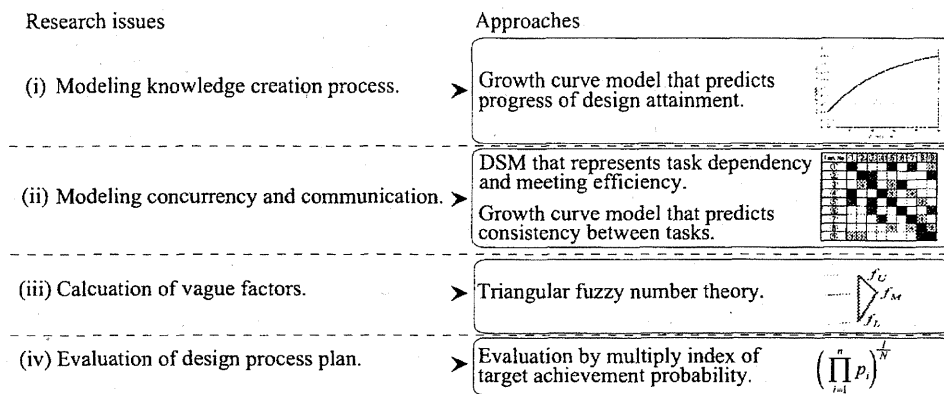 Research issues
Approaches
(i) Modeling knowledge creation process.
Growth curve model that predicts
progress of design attainment.
(ii) Modeling concurrency and communication.
DSM that represents task dependency
and meeting efficiency.
Growth curve model that predicts
consistency between tasks.
(iii) Calcuation of vague factors.
Triangular fuzzy number theory.
f_U
f_M
f_L
(iv) Evaluation of design process plan.
Evaluation by multiply index of
target achievement probability.
(∏_{i=1}^{n} p_i)^{1/N}